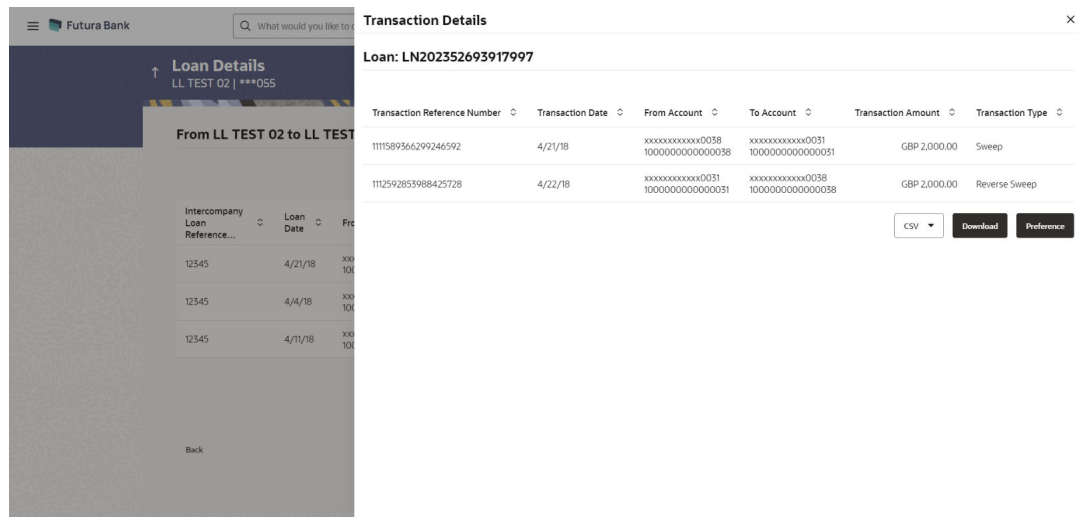 Futura Bank
What would you like to
Transaction Details
Loan: LN202352693917997
Loan Details
LL TEST 02 | ***055
From LL TEST 02 to LL TEST
Transaction Reference Number Transaction Date From Account To Account Transaction Amount Transaction Type
1111589366299246592 4/21/18 xxxxxxxxxxxx0038 xxxxxxxxxxxx0031 GBP 2,000.00 Sweep
1000000000000038 1000000000000031
1112592853988425728 4/22/18 xxxxxxxxxxxx0031 xxxxxxxxxxxx0038 GBP 2,000.00 Reverse Sweep
1000000000000031 1000000000000038
CSV Download Preference
Intercompany
Loan
Reference...
Loan
Date
12345 4/21/18
12345 4/4/18
12345 4/11/18
Back